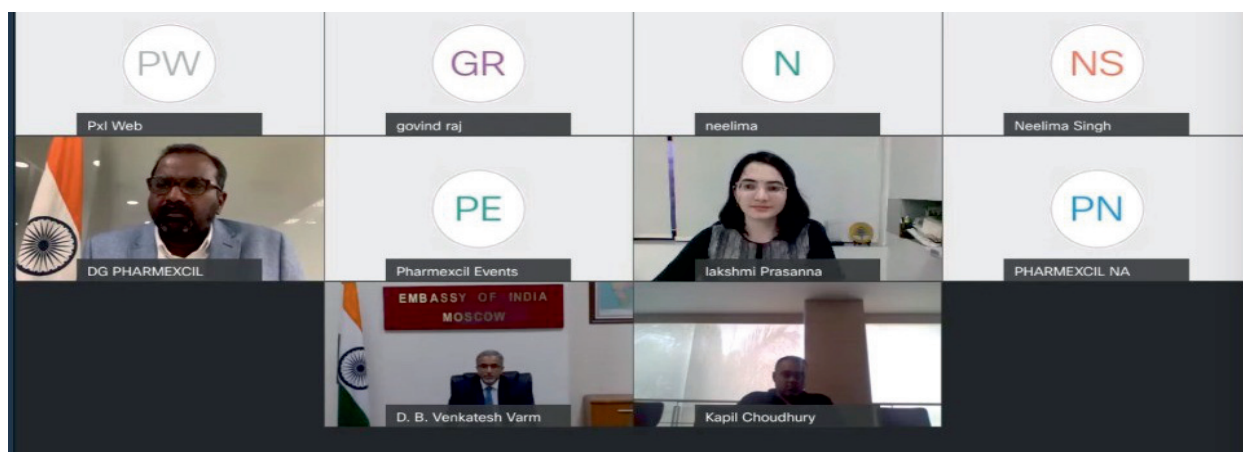 PW
GR
N
NS
Pxl Web
govind raj
neelima
Neelima Singh
PE
PN
DG PHARMEXCIL
Pharmexcil Events
lakshmi Prasanna
PHARMEXCIL NA
EMBASSY OF INDIA
MOSCOW
D. B. Venkatesh Varm
Kapil Choudhury